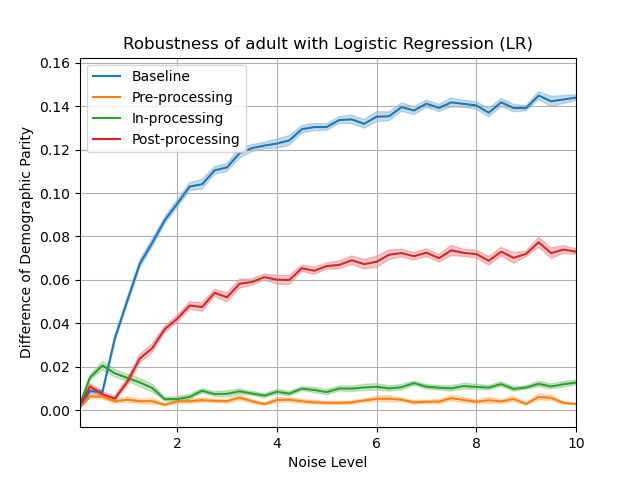 Robustness of adult with Logistic Regression (LR)
Baseline
Pre-processing
In-processing
Post-processing
Difference of Demographic Parity
0.16
0.14
0.12
0.10
0.08
0.06
0.04
0.02
0.00
2
4
6
8
10
Noise Level